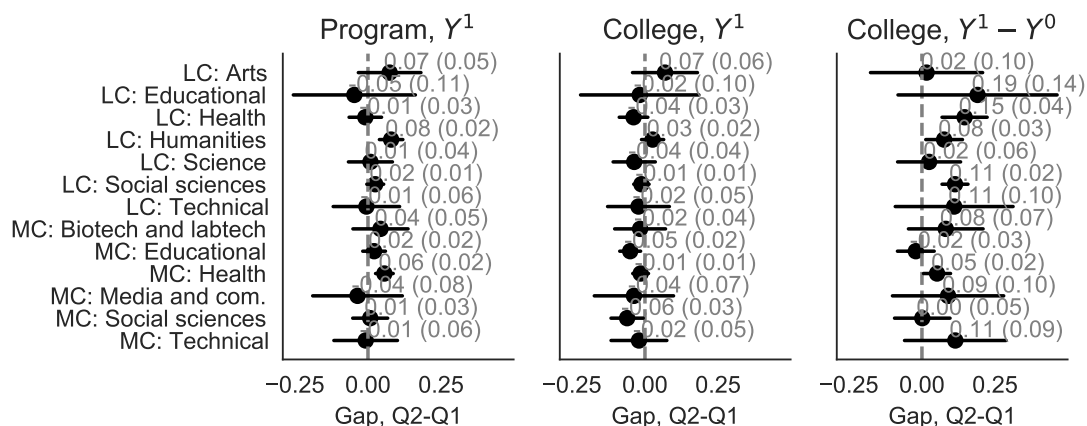 Program, Y¹ College, Y¹ College, Y¹ − Y⁰
LC: Arts 0.07 (0.05) 0.07 (0.06) 0.02 (0.10)
LC: Educational −0.05 (0.11) −0.02 (0.10) 0.19 (0.14)
LC: Health −0.01 (0.03) −0.04 (0.03) 0.15 (0.04)
LC: Humanities 0.08 (0.02) 0.03 (0.02) 0.08 (0.03)
LC: Science 0.01 (0.04) −0.04 (0.04) 0.02 (0.06)
LC: Social sciences 0.02 (0.01) −0.01 (0.01) 0.11 (0.02)
LC: Technical −0.01 (0.06) −0.02 (0.05) 0.11 (0.10)
MC: Biotech and labtech 0.04 (0.05) −0.02 (0.04) 0.08 (0.07)
MC: Educational 0.02 (0.02) −0.05 (0.02) −0.02 (0.03)
MC: Health 0.06 (0.02) −0.01 (0.01) 0.05 (0.02)
MC: Media and com. −0.04 (0.08) −0.04 (0.07) 0.09 (0.10)
MC: Social sciences 0.01 (0.03) −0.06 (0.03) 0.00 (0.05)
MC: Technical −0.01 (0.06) −0.02 (0.05) 0.11 (0.09)
−0.25 0.00 0.25 −0.25 0.00 0.25 −0.25 0.00 0.25
Gap, Q2-Q1 Gap, Q2-Q1 Gap, Q2-Q1